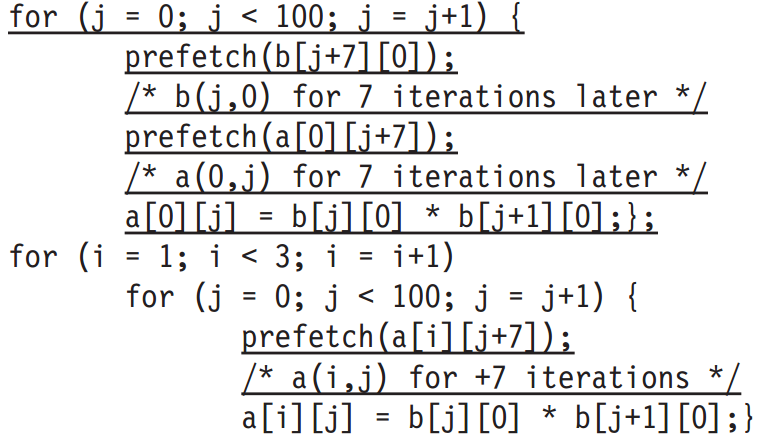 for (j = 0; j < 100; j = j+1) {
prefetch(b[j+7][0]);
/* b(j,0) for 7 iterations later */
prefetch(a[0][j+7]);
/* a(0,j) for 7 iterations later */
a[0][j] = b[j][0] * b[j+1][0];};
for (i = 1; i < 3; i = i+1)
for (j = 0; j < 100; j = j+1) {
prefetch(a[i][j+7]);
/* a(i,j) for +7 iterations */
a[i][j] = b[j][0] * b[j+1][0];}